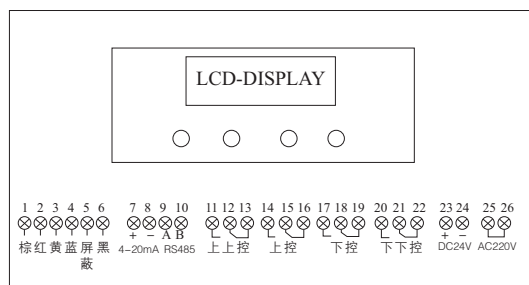 LCD-DISPLAY
1 2 3 4 5 6 7 8 9 10 11 12 13 14 15 16 17 18 19 20 21 22 23 24 25 26
+ − A B + −
棕 红 黄 蓝 屏蔽 黑 4-20mA RS485 上上控 上控 下控 下下控 DC24V AC220V